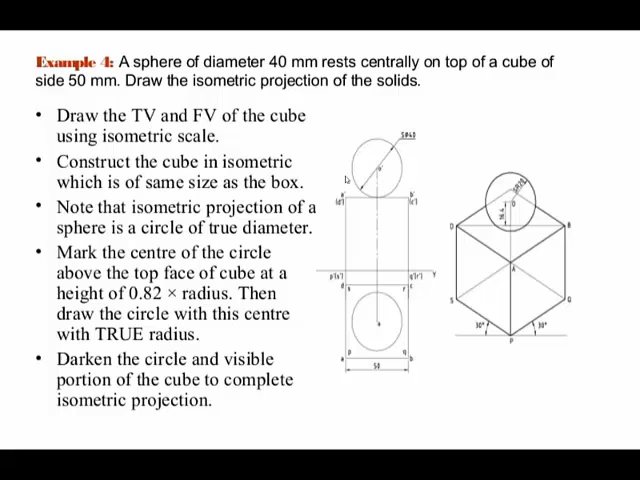 Example 4: A sphere of diameter 40 mm rests centrally on top of a cube of
side 50 mm. Draw the isometric projection of the solids.
• Draw the TV and FV of the cube
using isometric scale.
• Construct the cube in isometric
which is of same size as the box.
• Note that isometric projection of a
sphere is a circle of true diameter.
• Mark the centre of the circle
above the top face of cube at a
height of 0.82 × radius. Then
draw the circle with this centre
with TRUE radius.
• Darken the circle and visible
portion of the cube to complete
isometric projection.
SØ40
o'
a' b'
(d') (c')
p'(s') q'(r') Y
d s r c
p q
a b
50
SR20
O
16.4
D B
A
S Q
30° 30°
P